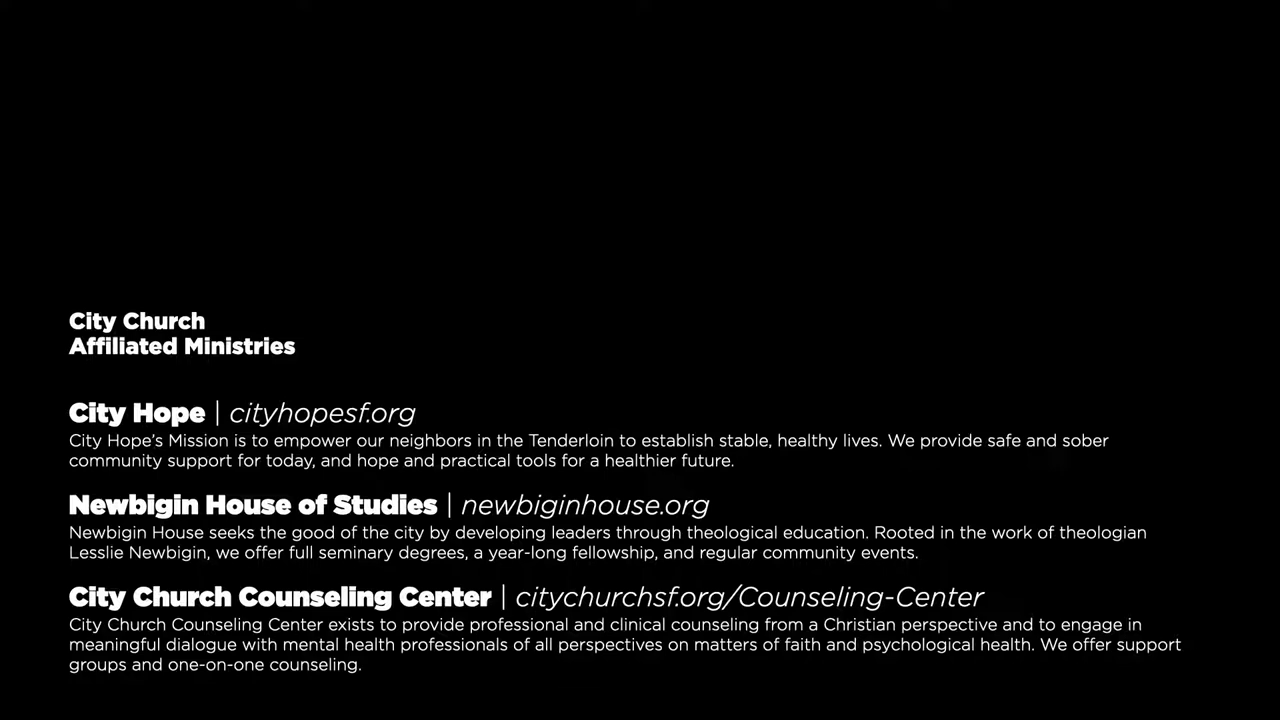 City Church
Affiliated Ministries
City Hope | cityhopesf.org
City Hope’s Mission is to empower our neighbors in the Tenderloin to establish stable, healthy lives. We provide safe and sober
community support for today, and hope and practical tools for a healthier future.
Newbigin House of Studies | newbiginhouse.org
Newbigin House seeks the good of the city by developing leaders through theological education. Rooted in the work of theologian
Lesslie Newbigin, we offer full seminary degrees, a year-long fellowship, and regular community events.
City Church Counseling Center | citychurchsf.org/Counseling-Center
City Church Counseling Center exists to provide professional and clinical counseling from a Christian perspective and to engage in
meaningful dialogue with mental health professionals of all perspectives on matters of faith and psychological health. We offer support
groups and one-on-one counseling.